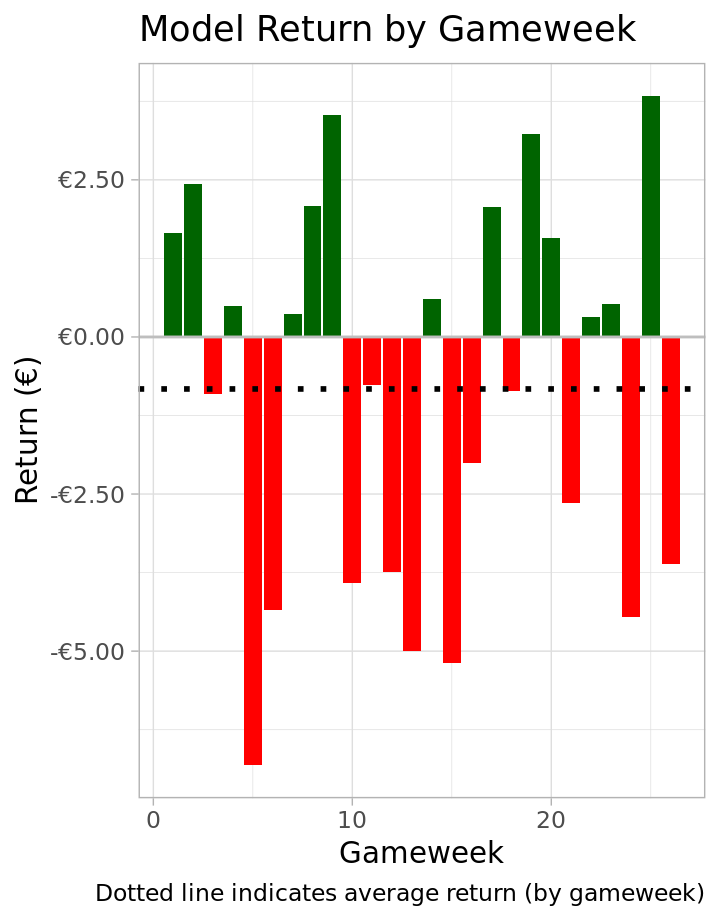 Model Return by Gameweek
€2.50
€0.00
-€2.50
-€5.00
Return (€)
0 10 20
Gameweek
Dotted line indicates average return (by gameweek)